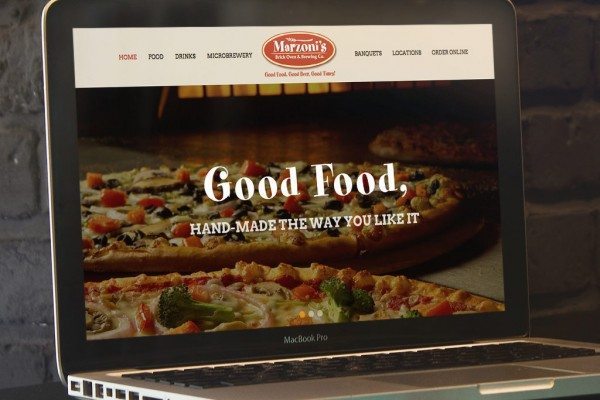 HOME FOOD DRINKS MICROBREWERY
Marzoni's
Brick Oven & Brewing Co.
Good Food, Good Beer, Good Times!
BANQUETS LOCATIONS ORDER ONLINE
Good Food,
HAND-MADE THE WAY YOU LIKE IT
MacBook Pro